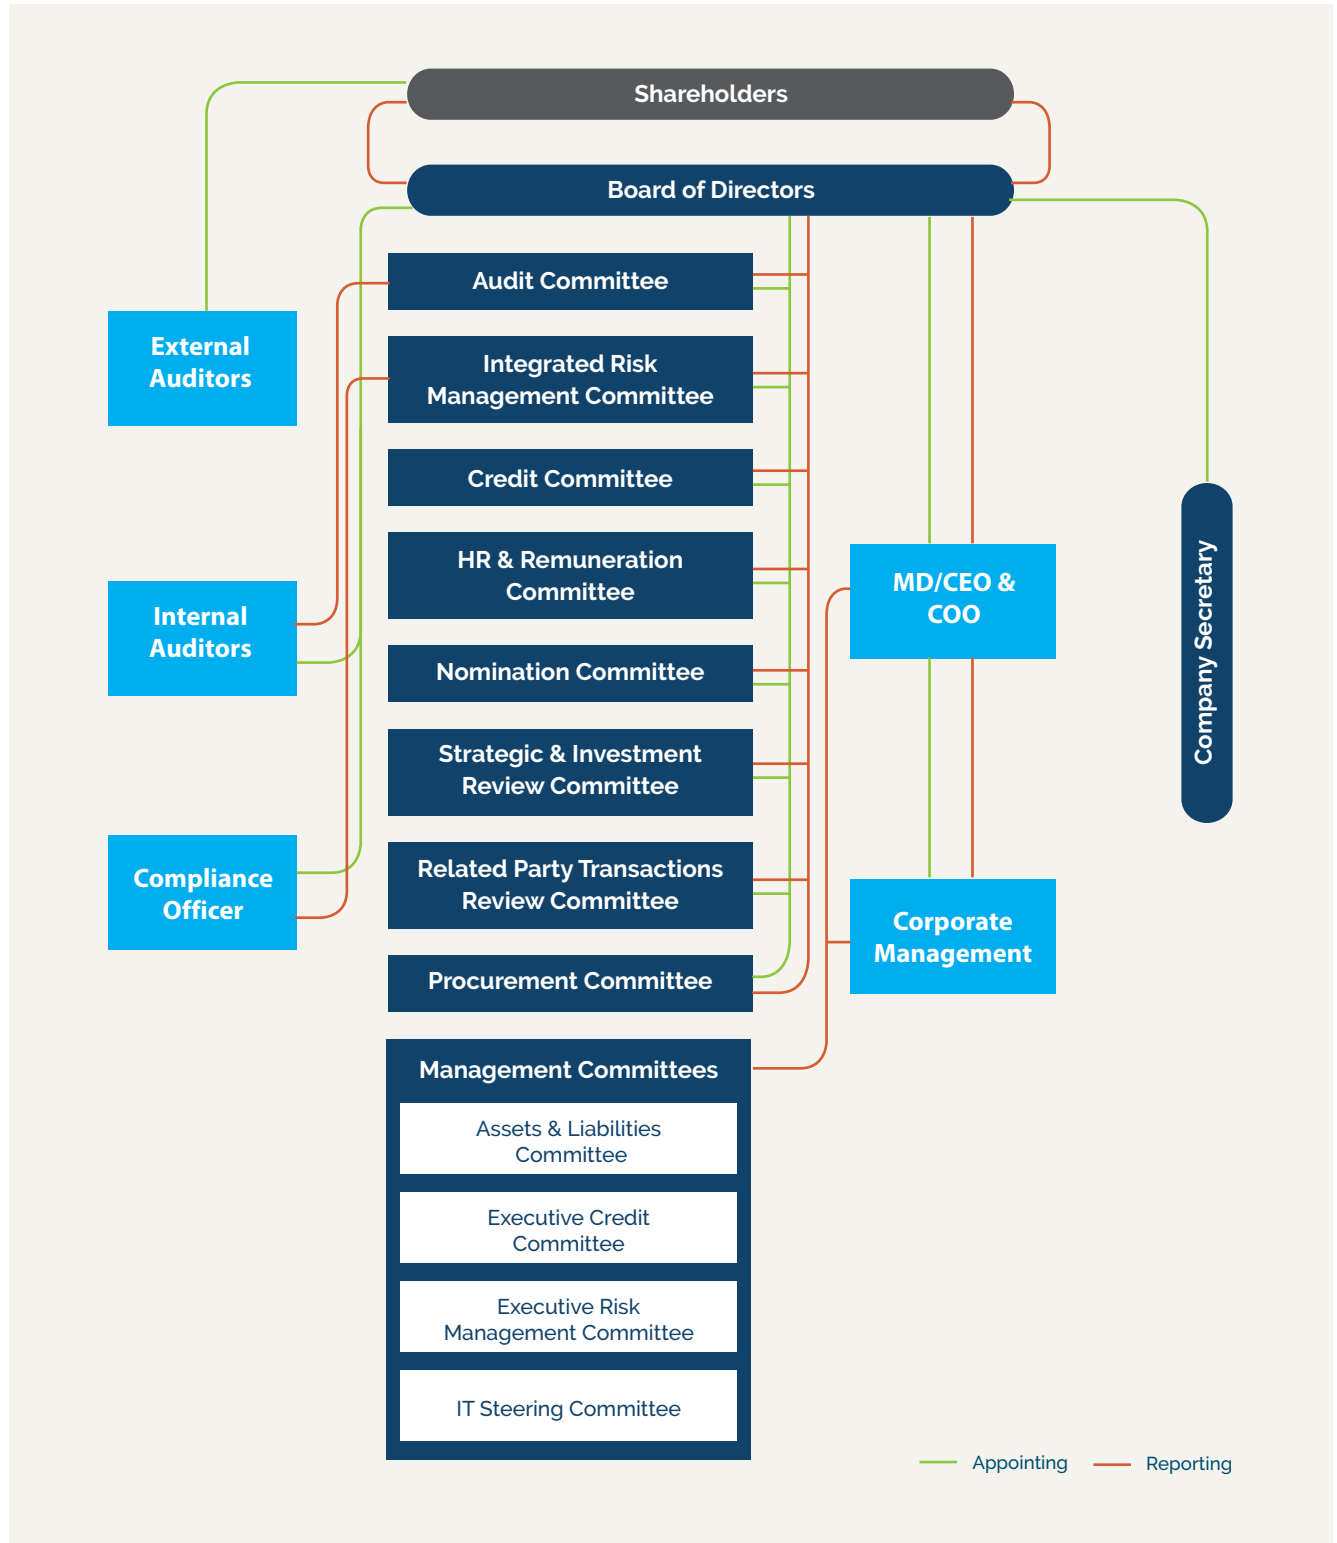 Shareholders
Board of Directors
Audit Committee
External
Auditors
Integrated Risk
Management Committee
Credit Committee
HR & Remuneration
Committee
MD/CEO &
COO
Company Secretary
Internal
Auditors
Nomination Committee
Strategic & Investment
Review Committee
Compliance
Officer
Related Party Transactions
Review Committee
Corporate
Management
Procurement Committee
Management Committees
Assets & Liabilities
Committee
Executive Credit
Committee
Executive Risk
Management Committee
IT Steering Committee
Appointing
Reporting